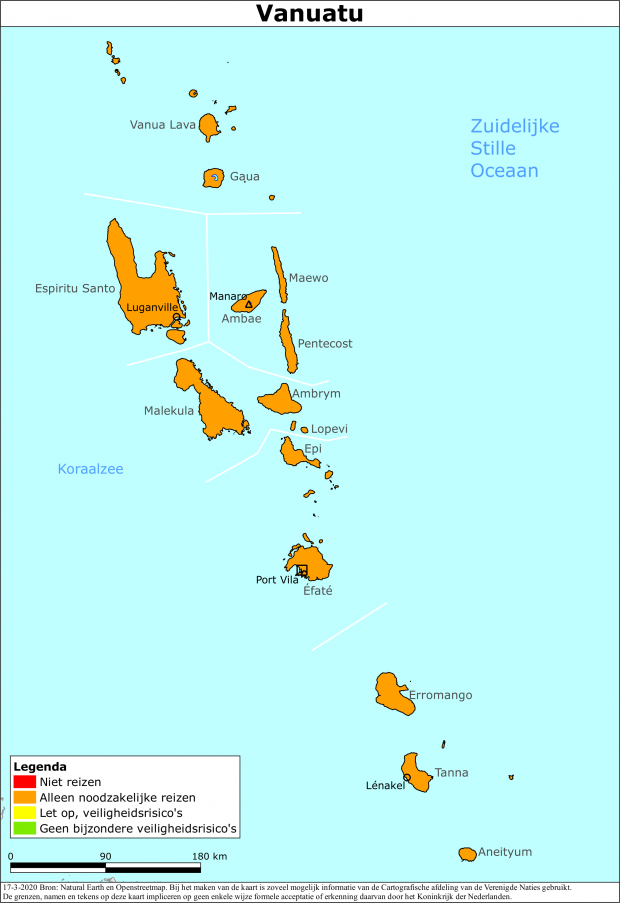 Vanuatu
Vanua Lava
Zuidelijke
Stille
Oceaan
Gaua
Maewo
Espiritu Santo
Manaro
Luganville
Ambae
Pentecost
Ambrym
Malekula
Lopevi
Epi
Koraalzee
Port Vila
Éfaté
Erromango
Tanna
Lénakel
Aneityum
Legenda
Niet reizen
Alleen noodzakelijke reizen
Let op, veiligheidsrisico's
Geen bijzondere veiligheidsrisico's
0 90 180 km
17-3-2020 Bron: Natural Earth en Openstreetmap. Bij het maken van de kaart is zoveel mogelijk informatie van de Cartografische afdeling van de Verenigde Naties gebruikt.
De grenzen, namen en tekens op deze kaart impliceren op geen enkele wijze formele acceptatie of erkenning daarvan door het Koninkrijk der Nederlanden.